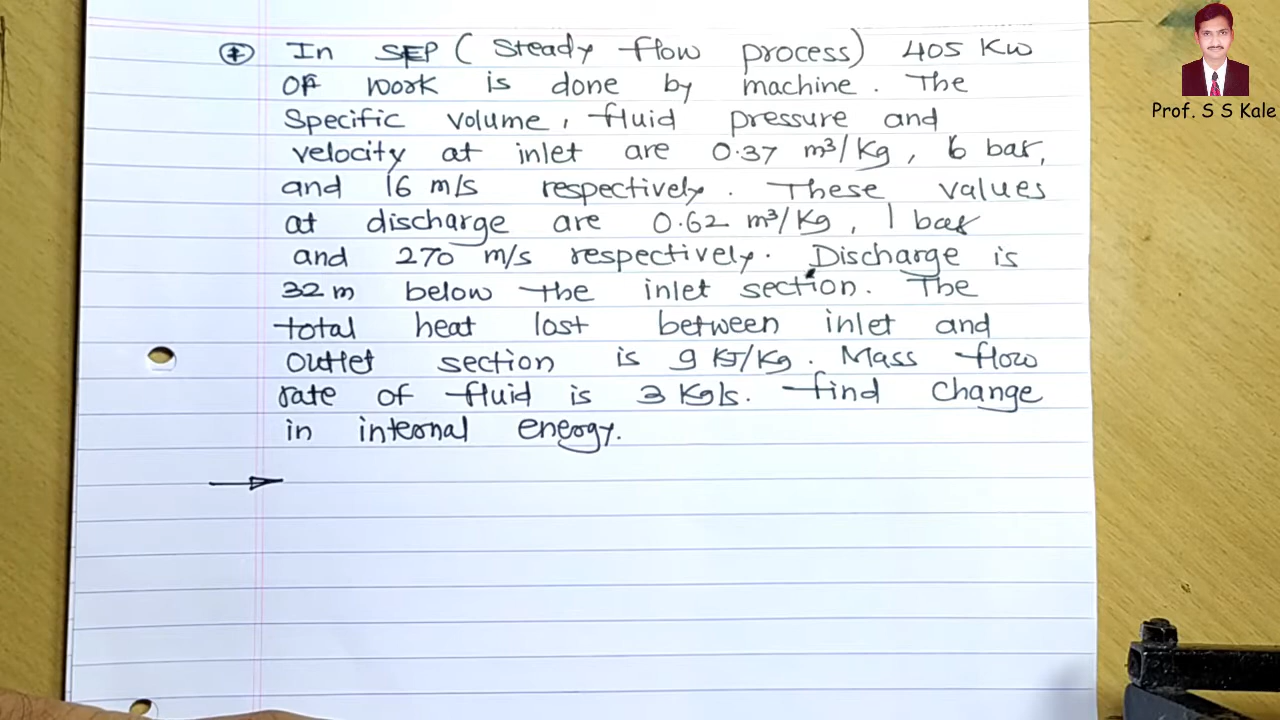 * In SFP ( Steady flow process) 405 Kw
OF work is done by machine. The
Specific volume, fluid pressure and
velocity at inlet are 0.37 m³/kg, 6 bar,
and 16 m/s respectively. These values
at discharge are 0.62 m³/kg, 1 bar
and 270 m/s respectively. Discharge is
32 m below the inlet section. The
total heat lost between inlet and
outlet section is 9 KJ/Kg. Mass flow
rate of fluid is 3 Kg/s. find change
in internal energy.
→
Prof. S S Kale